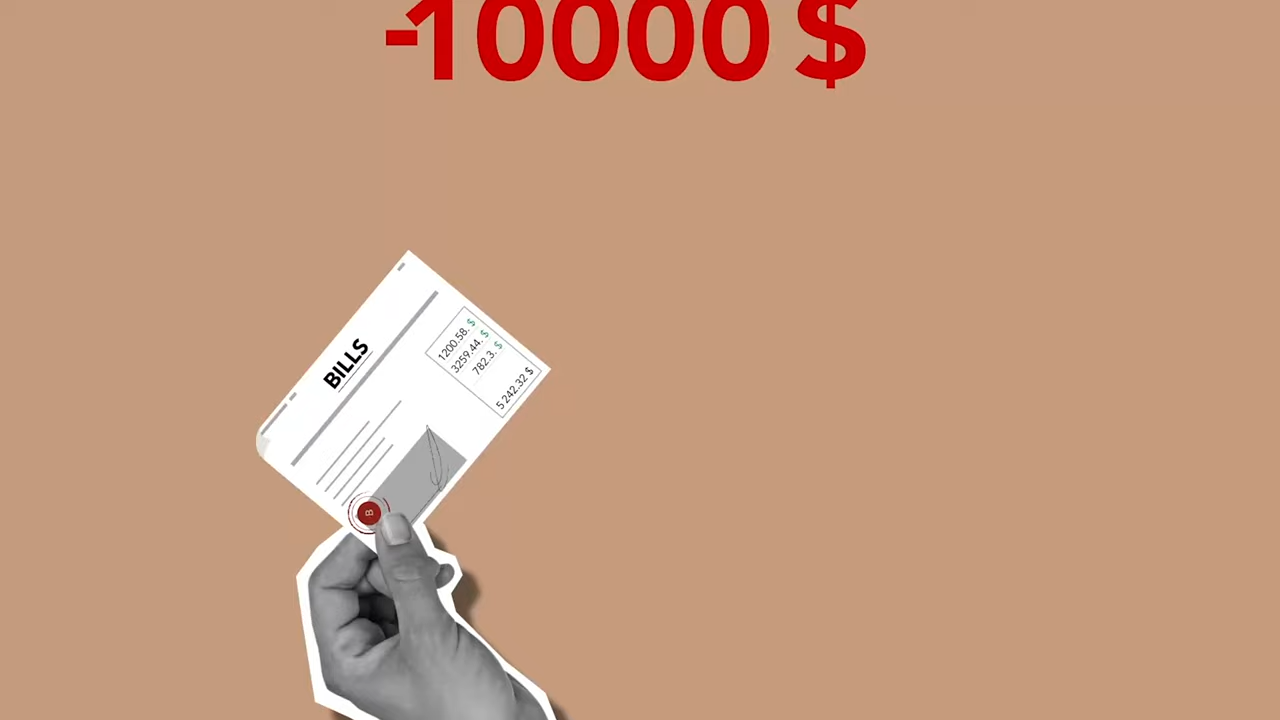 -10000 $
BILLS
1200.58. $
3259.44. $
782.3. $
5 242.32 $
B